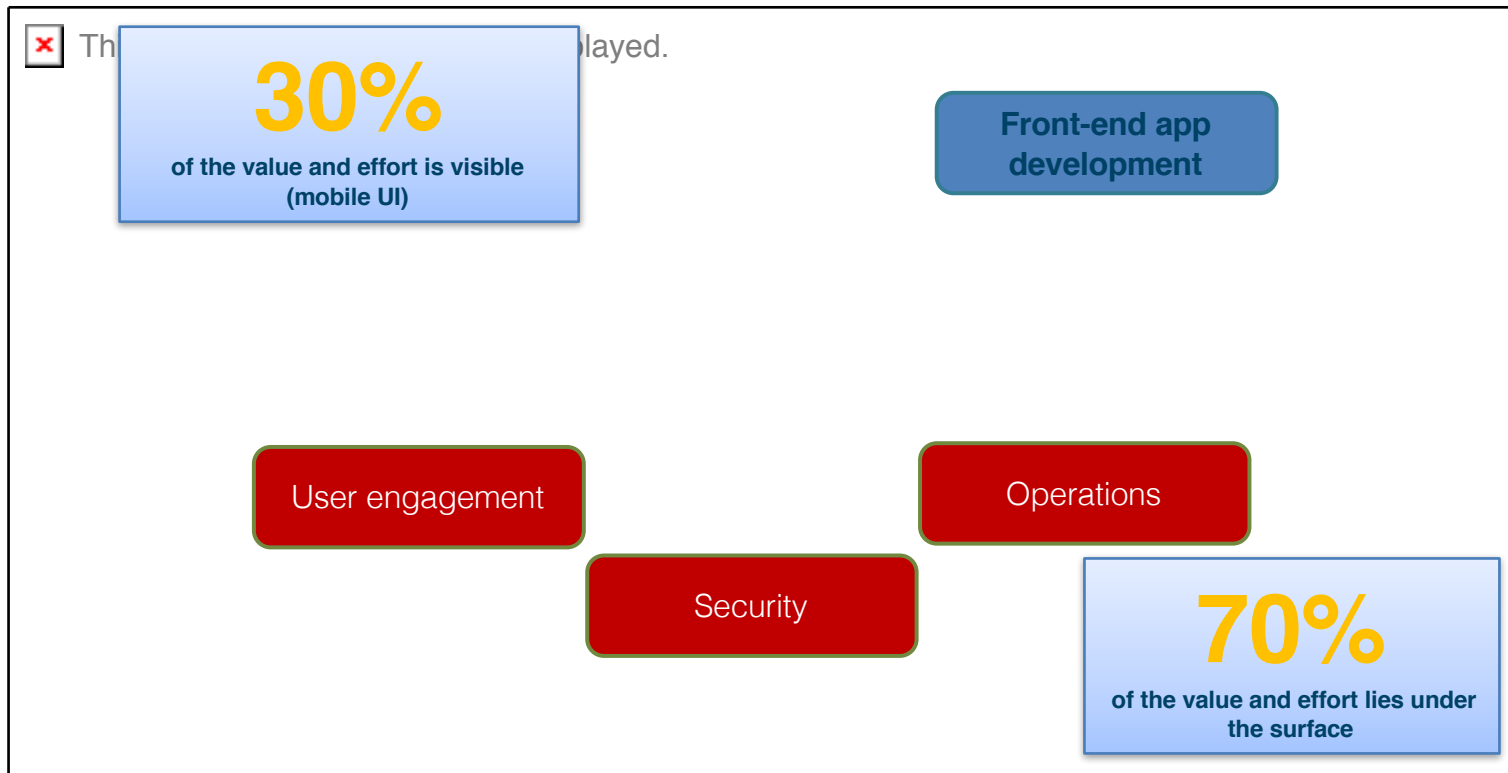 Th
layed.
30%
of the value and effort is visible
(mobile UI)
Front-end app
development
User engagement
Operations
Security
70%
of the value and effort lies under
the surface